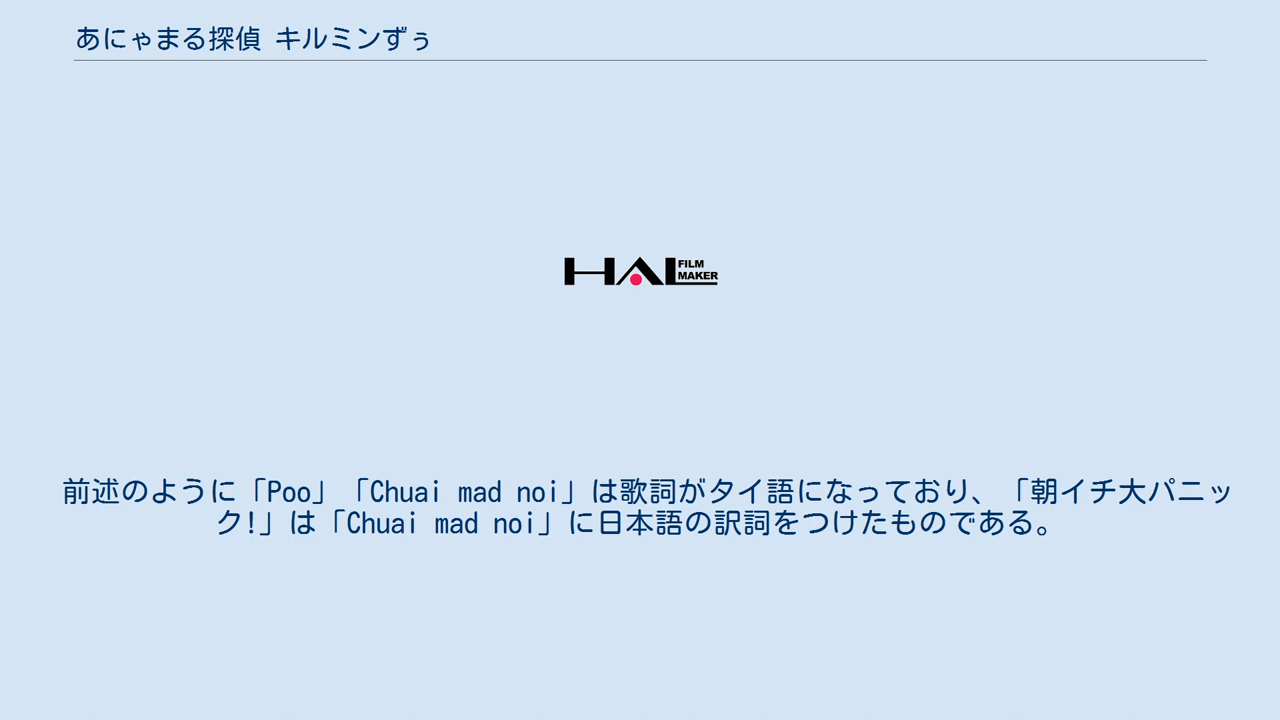 あにゃまる探偵 キルミンずぅ
HAL FILM
MAKER
前述のように「Poo」「Chuai mad noi」は歌詞がタイ語になっており、「朝イチ大パニッ
ク!」は「Chuai mad noi」に日本語の訳詞をつけたものである。